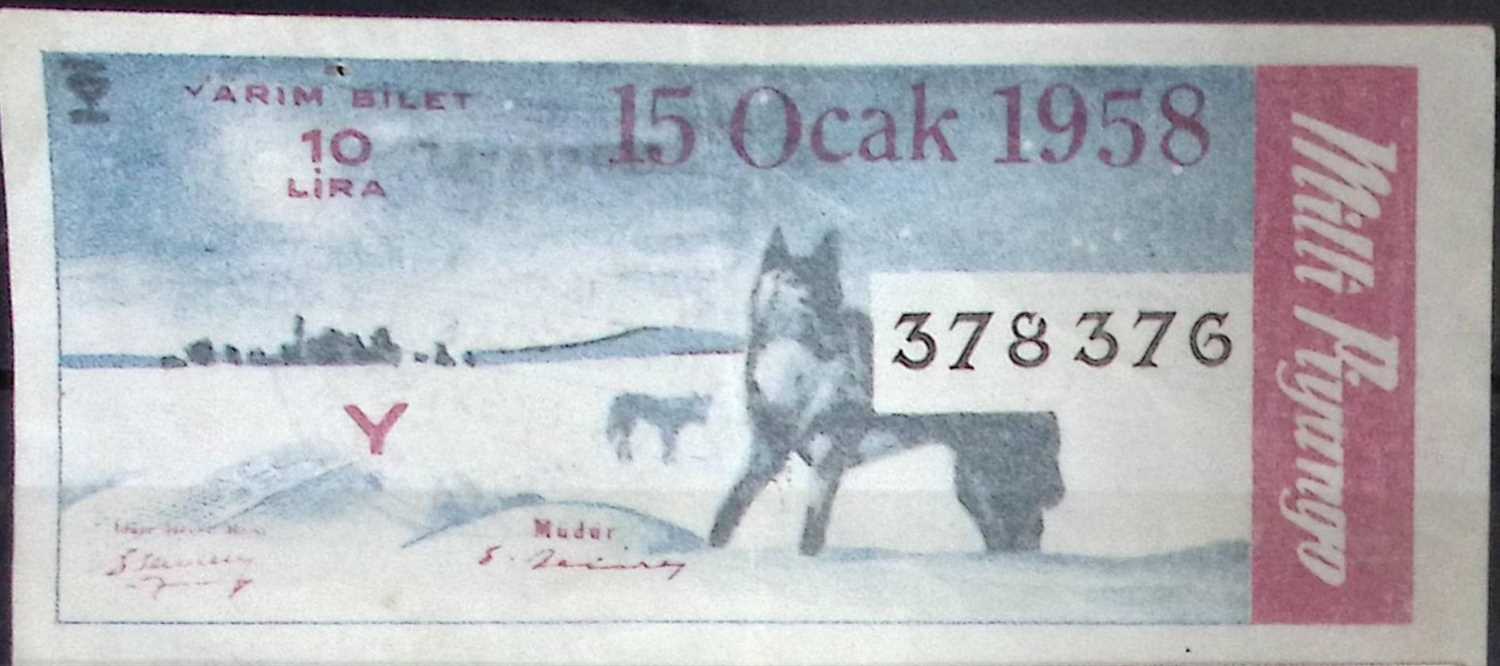 YARIM BİLET
10
LİRA
15 Ocak 1958
378376
Y
Müdür
Milli Piyango